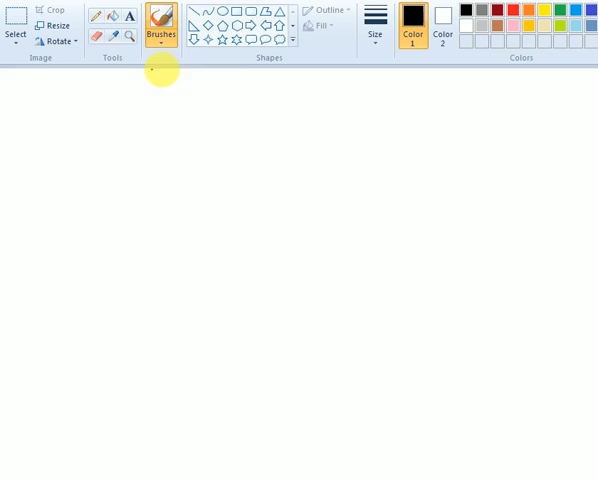 Crop
Resize
Rotate
Select
Image
A
Tools
Brushes
Outline
Fill
Shapes
Size
Color
1
Color
2
Colors